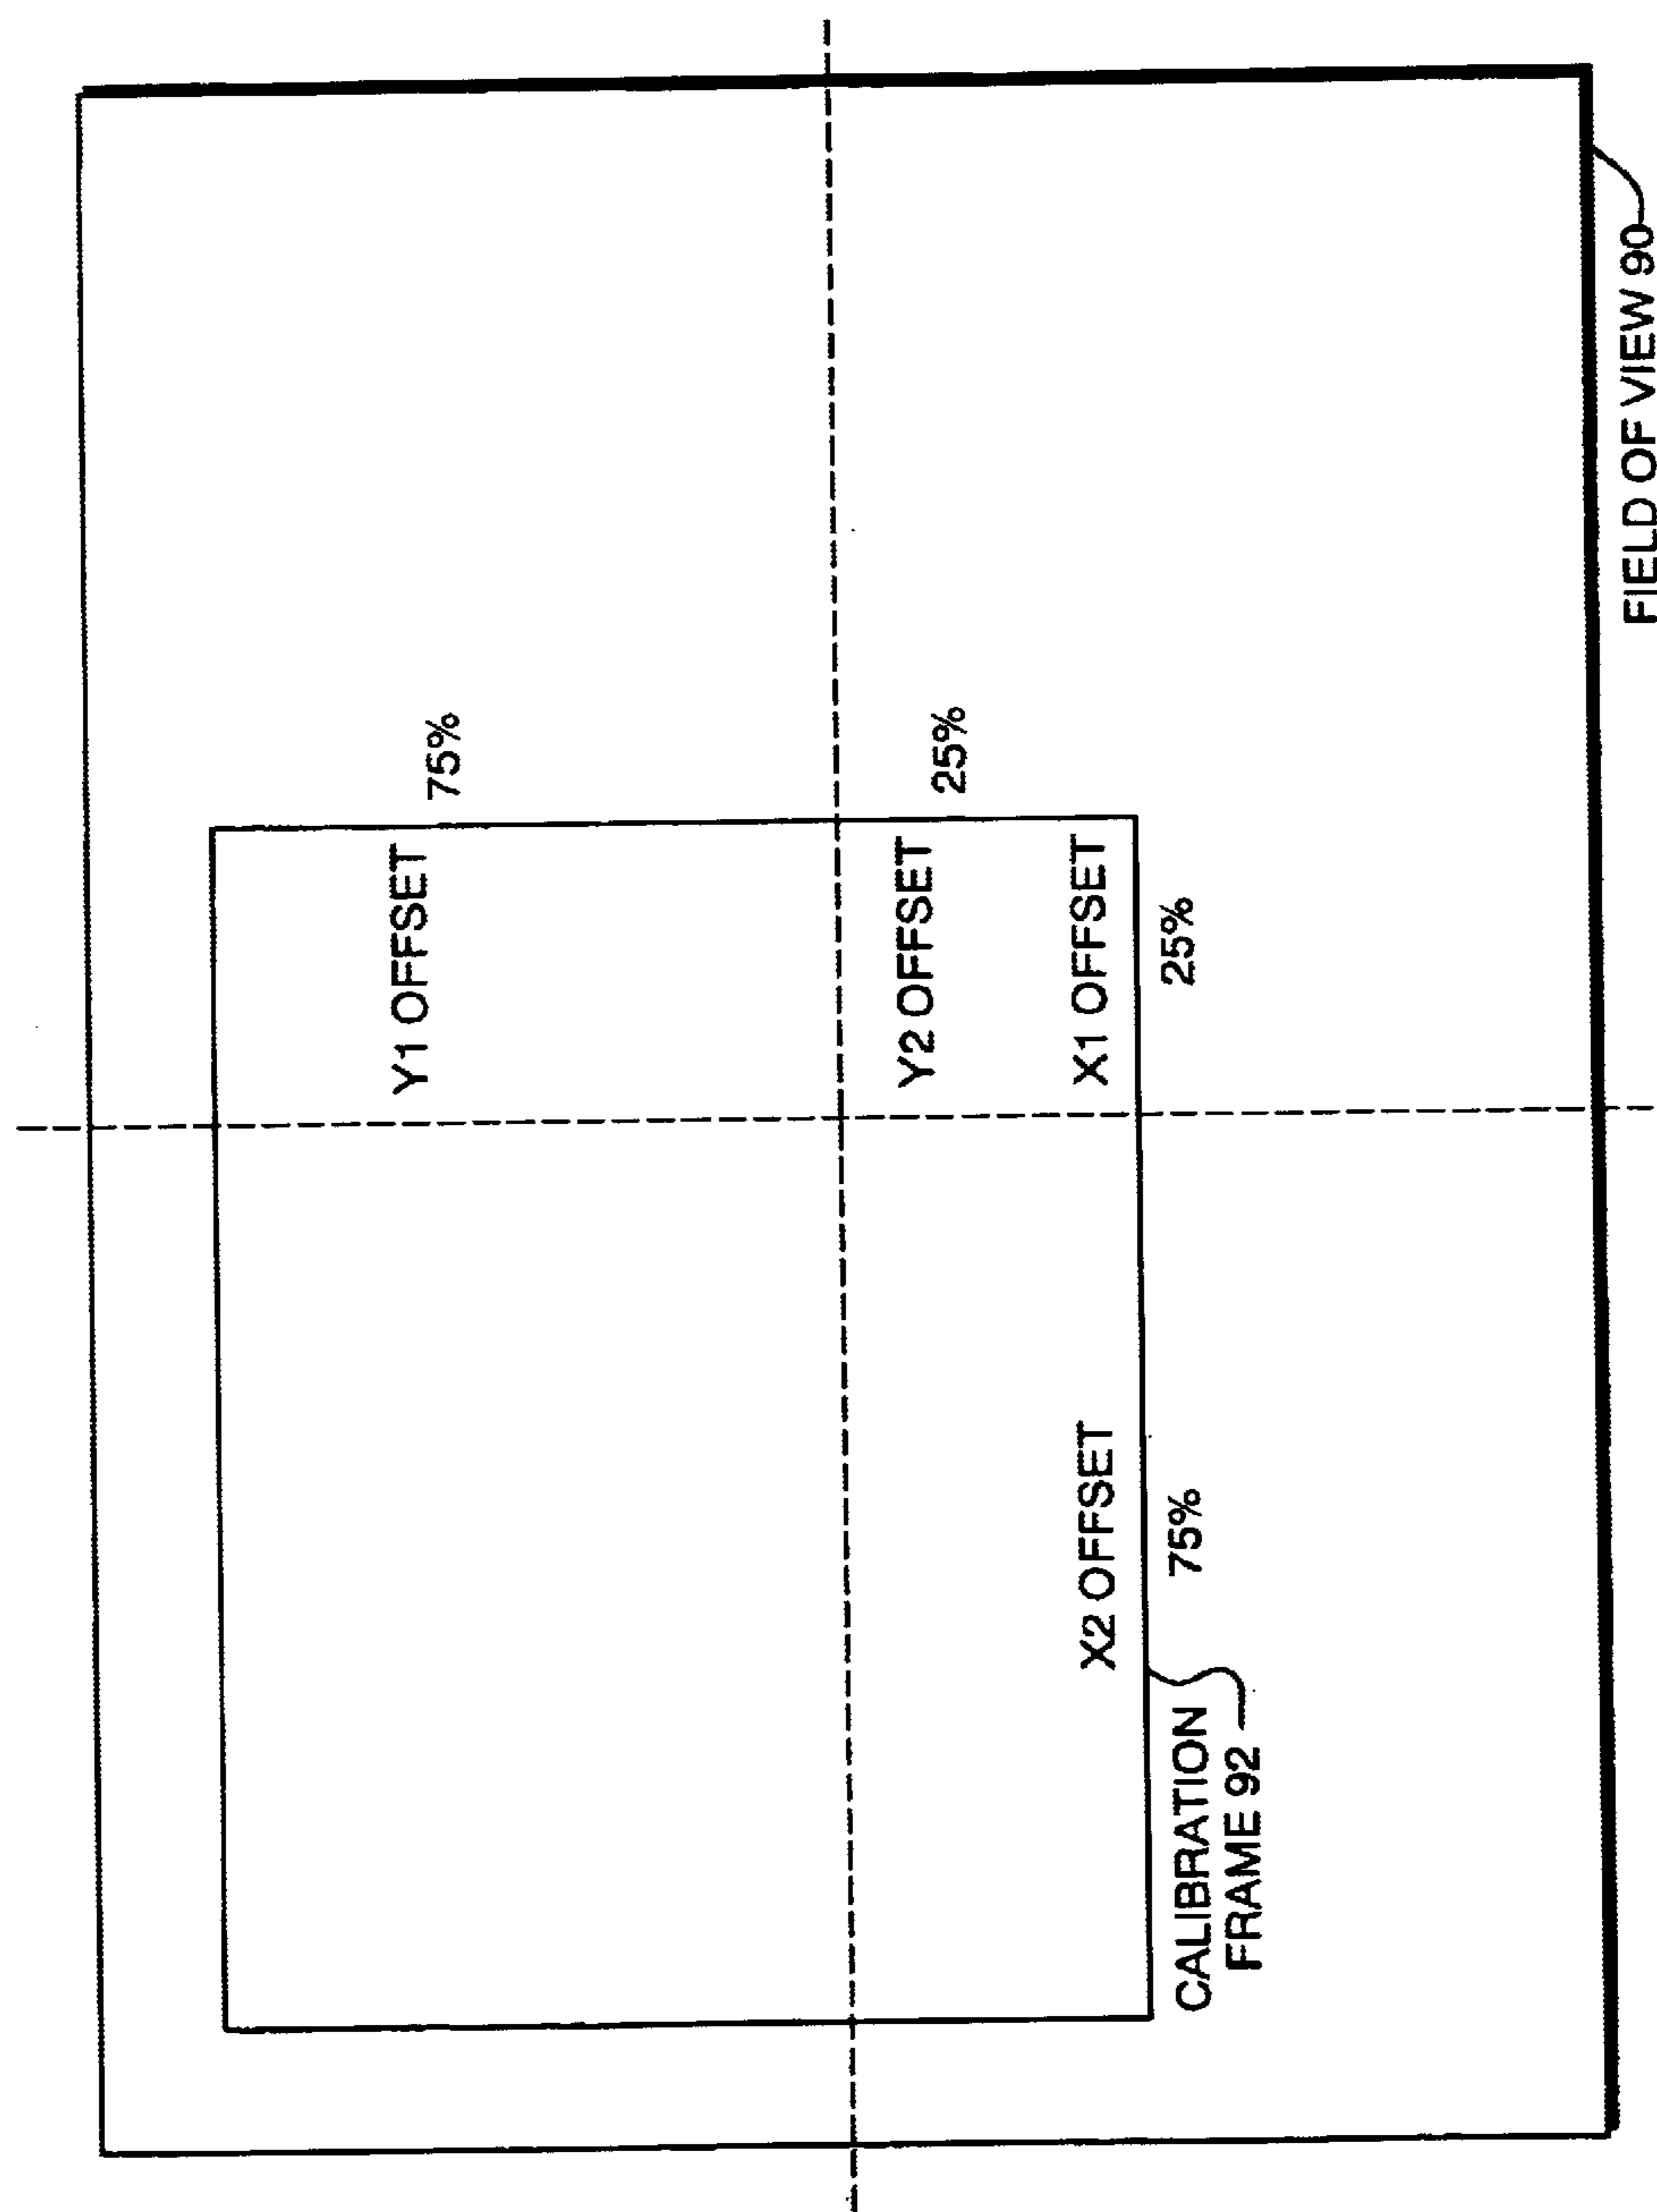 Y1 OFFSET
75%
Y2 OFFSET
25%
X2 OFFSET
X1 OFFSET
75%
25%
CALIBRATION
FRAME 92
FIELD OF VIEW 90